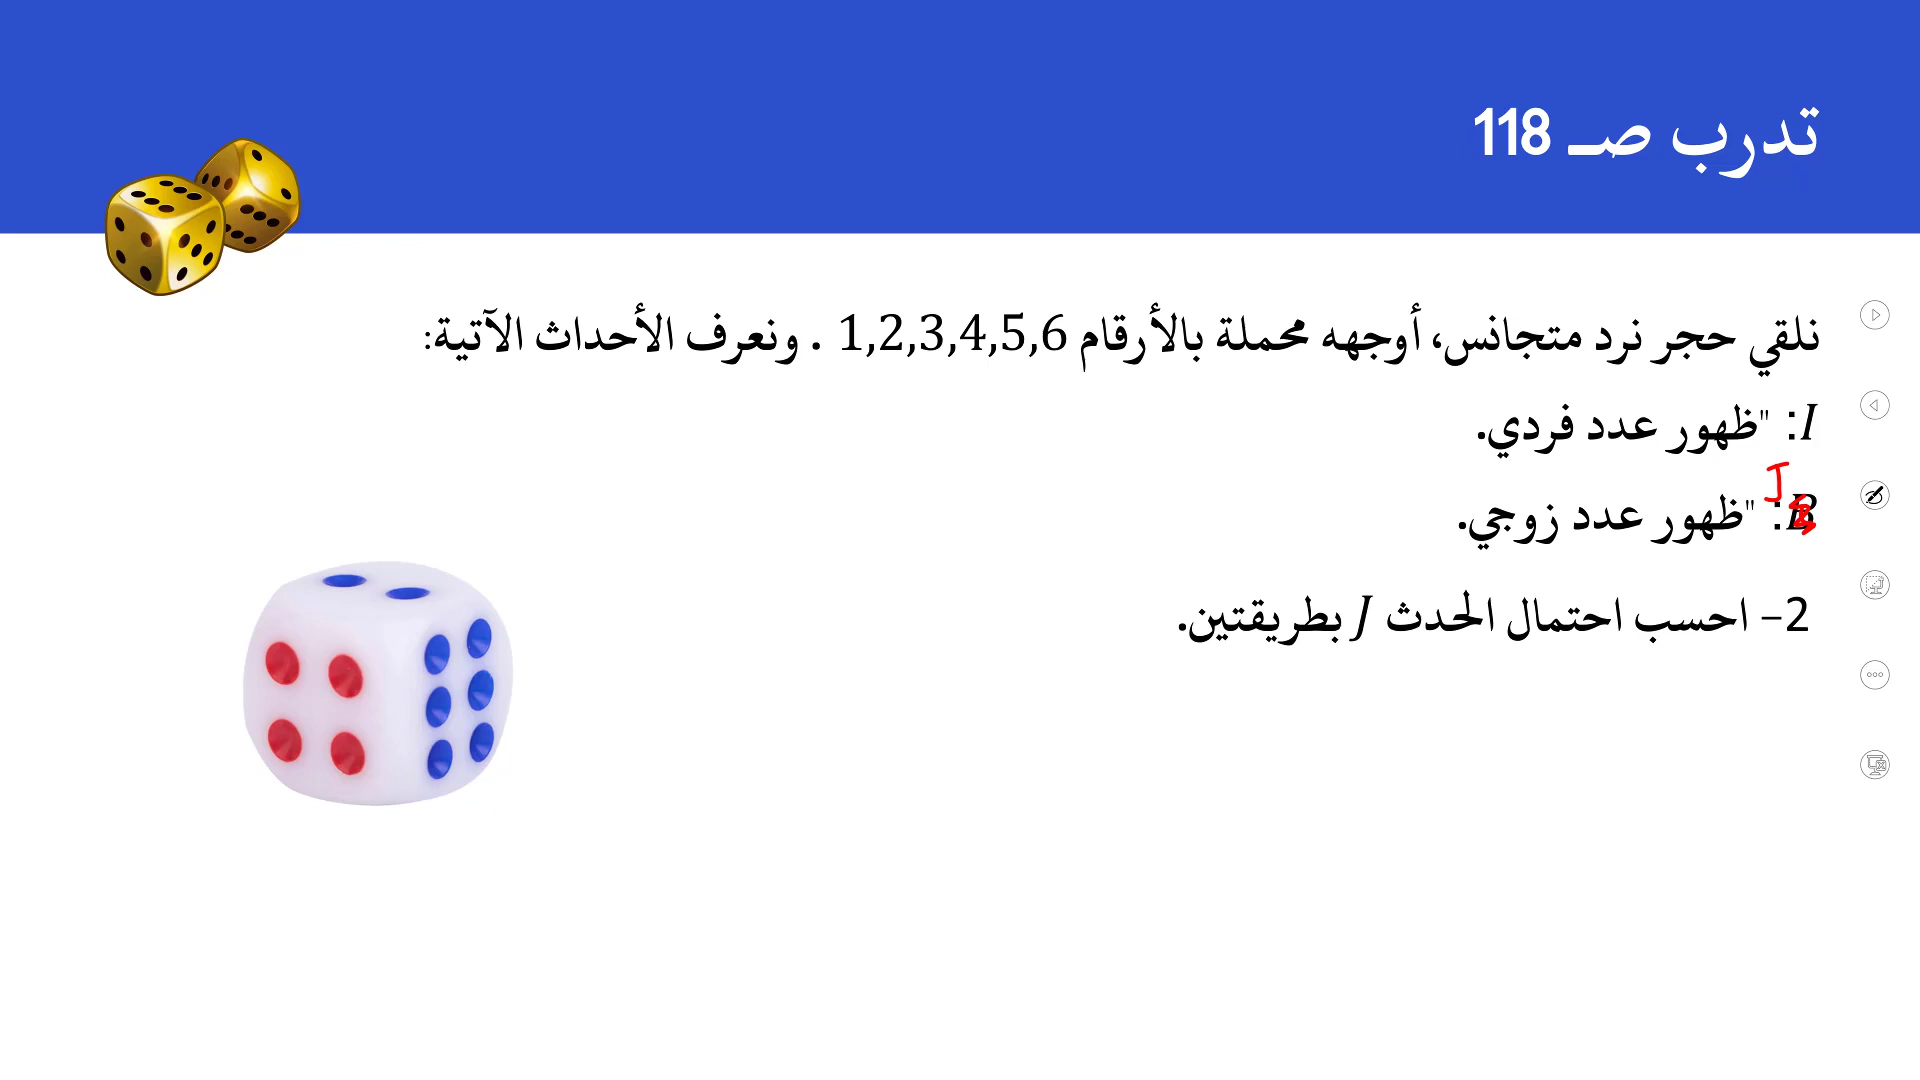 تدرب صـ 118
نلقي حجر نرد متجانس، أوجهه محملة بالأرقام 1,2,3,4,5,6 . ونعرف الأحداث الآتية:
I: "ظهور عدد فردي.
J
B: "ظهور عدد زوجي.
2- احسب احتمال الحدث J بطريقتين.